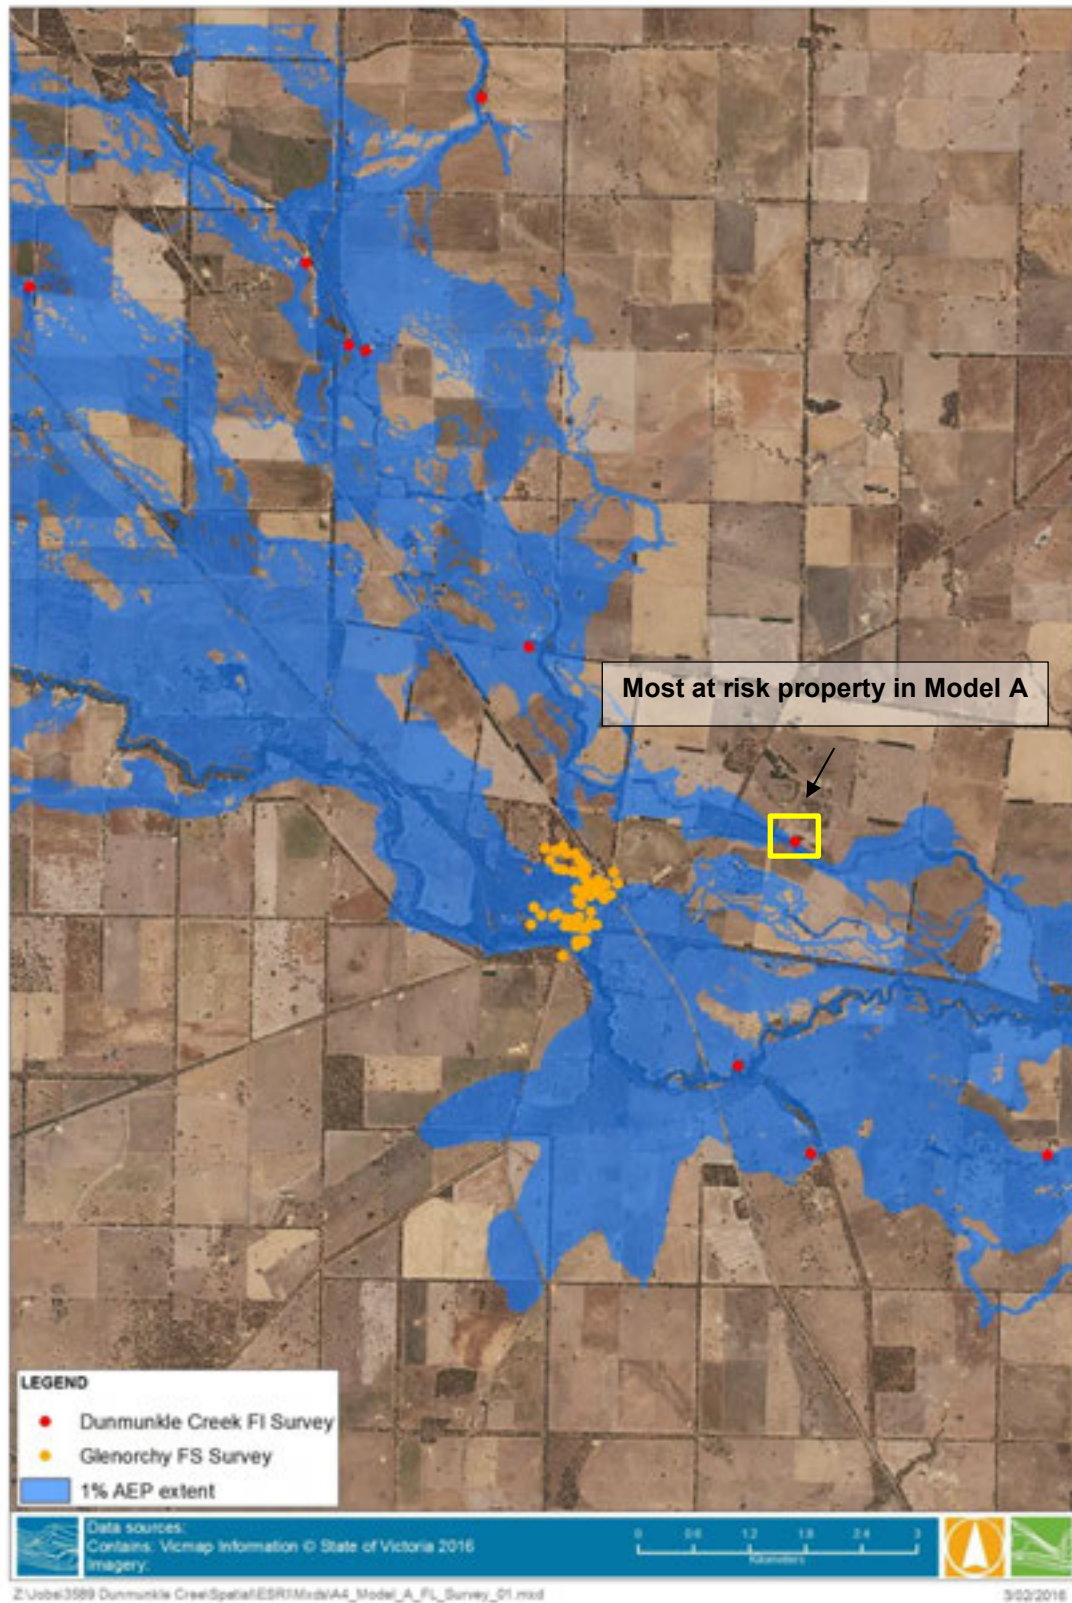 Most at risk property in Model A
LEGEND
Dunmunkle Creek Fl Survey
Glenorchy FS Survey
1% AEP extent
Data sources:
Contains: Vicmap Information © State of Victoria 2016
Imagery:
0 0.6 1.2 1.8 2.4 3
Kilometers
3/02/2016